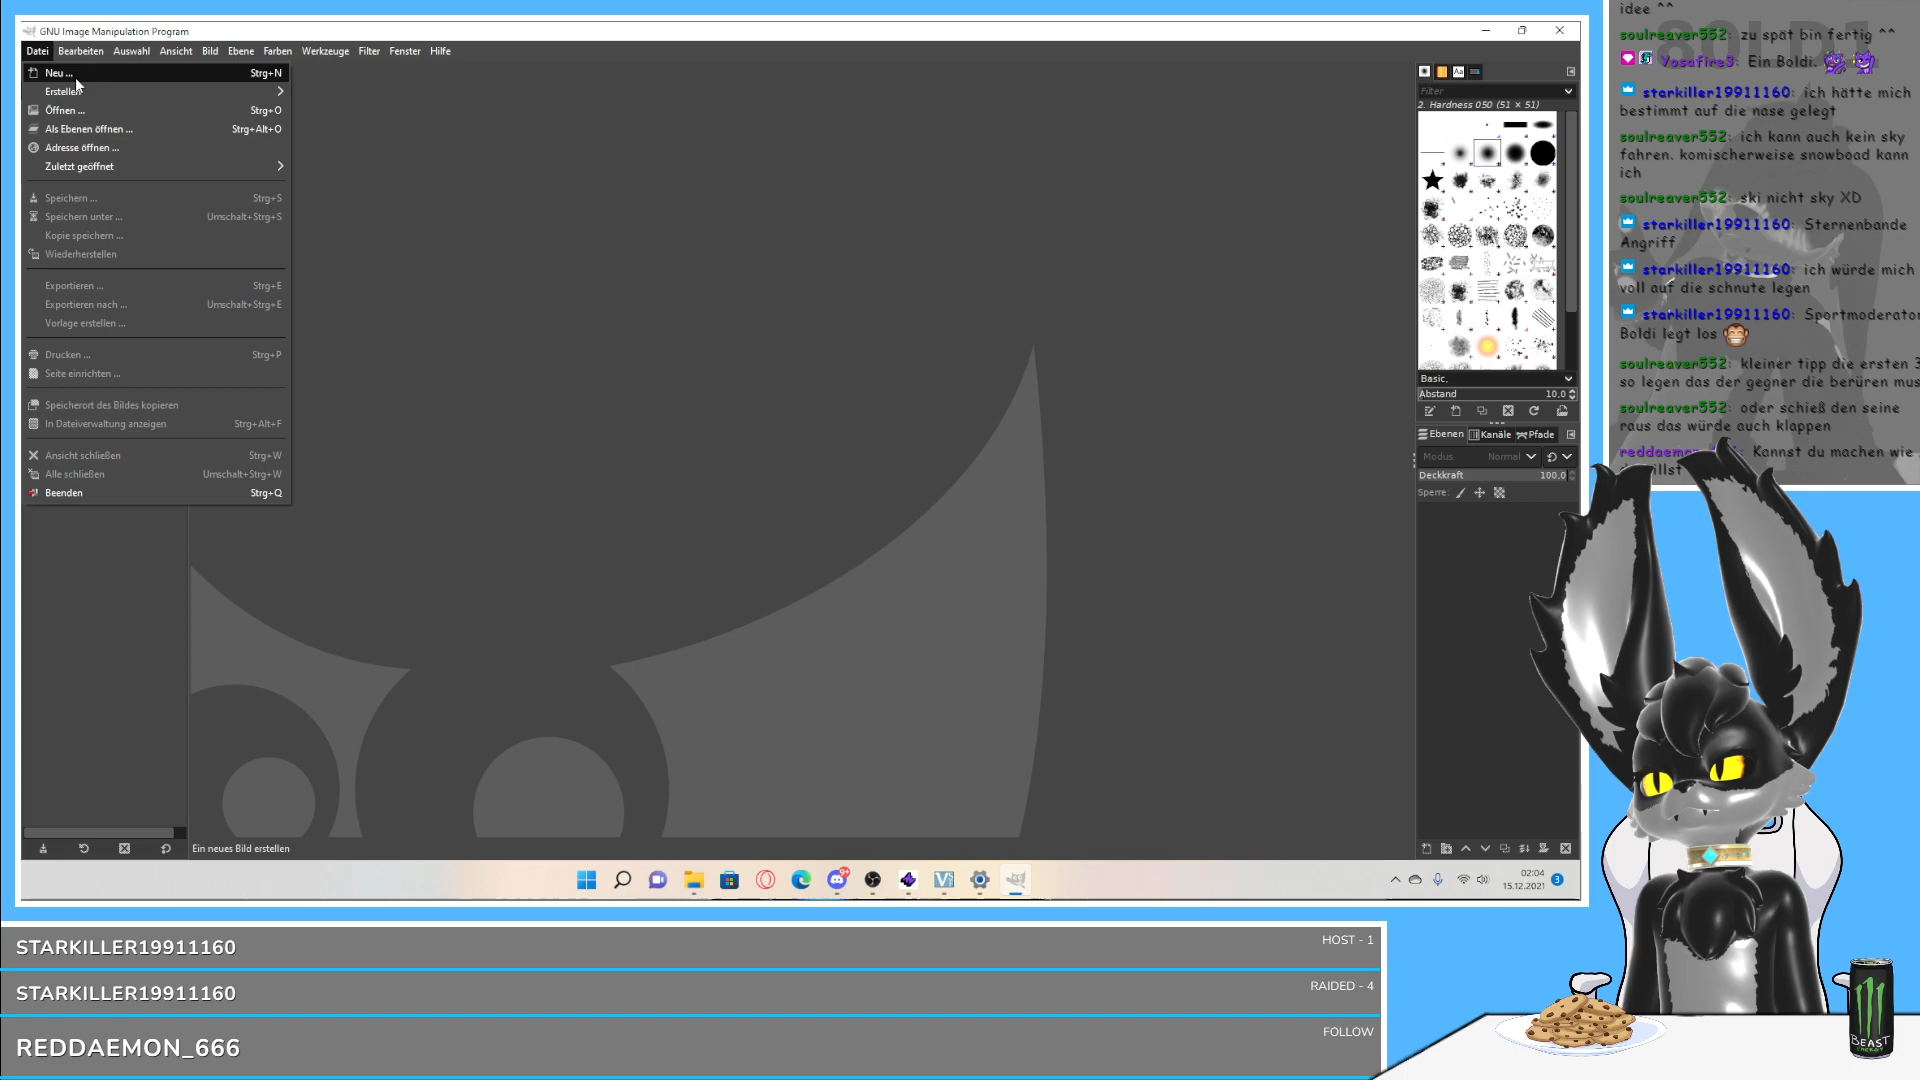 GNU Image Manipulation Program
Datei Bearbeiten Auswahl Ansicht Bild Ebene Farben Werkzeuge Filter Fenster Hilfe
Neu ... Strg+N
Erstellen
Öffnen ... Strg+O
Als Ebenen öffnen ... Strg+Alt+O
Adresse öffnen ...
Zuletzt geöffnet
Speichern ... Strg+S
Speichern unter ... Umschalt+Strg+S
Kopie speichern ...
Wiederherstellen
Exportieren ... Strg+E
Exportieren nach ... Umschalt+Strg+E
Vorlage erstellen ...
Drucken ... Strg+P
Seite einrichten ...
Speicherort des Bildes kopieren
In Dateiverwaltung anzeigen Strg+Alt+F
Ansicht schließen Strg+W
Alle schließen Umschalt+Strg+W
Beenden Strg+Q
Ein neues Bild erstellen
Aa
Filter
2. Hardness 050 (51 × 51)
Basic,
Abstand 10,0
Ebenen Kanäle Pfade
Modus Normal
Deckkraft 100,0
Sperre:
9+
02:04
15.12.2021 3
idee ^^
soulreaver552: zu spät bin fertig ^^
Yosafire3: Ein Boldi.
starkiller19911160: ich hätte mich
bestimmt auf die nase gelegt
soulreaver552: ich kann auch kein sky
fahren. komischerweise snowboad kann
ich
soulreaver552: ski nicht sky XD
starkiller19911160: Sternenbande
Angriff
starkiller19911160: ich würde mich
voll auf die schnute legen
starkiller19911160: Sportmoderator
Boldi legt los
soulreaver552: kleiner tipp die ersten 3
so legen das der gegner die berüren mus
soulreaver552: oder schieß den seine
raus das würde auch klappen
Kannst du machen wie
STARKILLER19911160 HOST - 1
STARKILLER19911160 RAIDED - 4
REDDAEMON_666 FOLLOW
BEAST